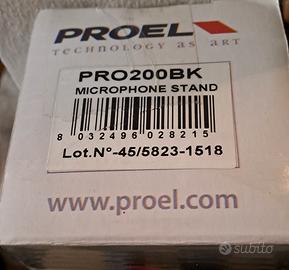 PROEL
TECHNOLOGY as ART
PRO200BK
MICROPHONE STAND
8 032496 028215
Lot.N°-45/5823-1518
www.proel.com
subito